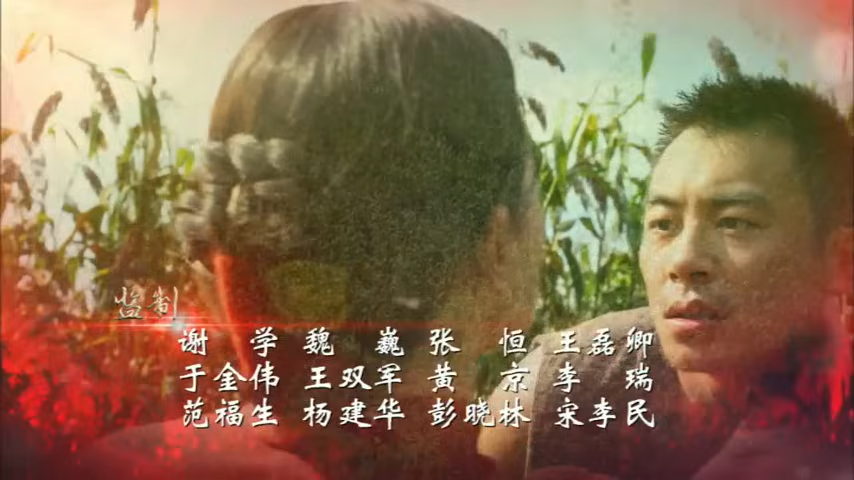 监制
谢学 魏巍 张恒 王磊卿
于金伟 王双军 黄京 李瑞
范福生 杨建华 彭晓林 宋李民